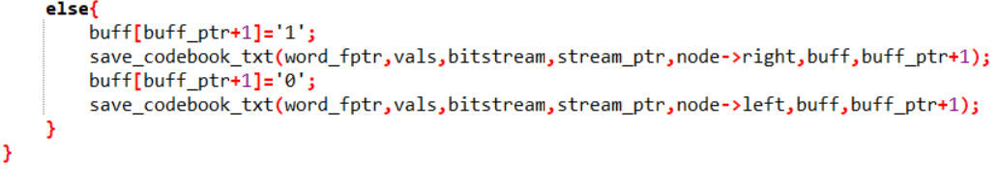 else{
buff[buff_ptr+1]='1';
save_codebook_txt(word_fptr,vals,bitstream,stream_ptr,node->right,buff,buff_ptr+1);
buff[buff_ptr+1]='0';
save_codebook_txt(word_fptr,vals,bitstream,stream_ptr,node->left,buff,buff_ptr+1);
}
}